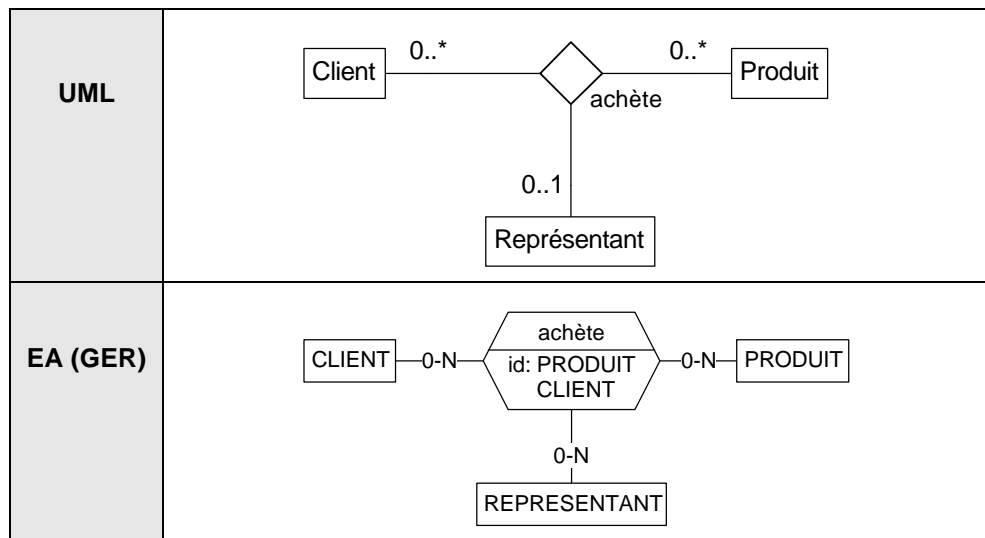 UML
Client
0..*
0..*
Produit
achète
0..1
Représentant
EA (GER)
achète
CLIENT
0-N
id: PRODUIT
CLIENT
0-N
PRODUIT
0-N
REPRESENTANT